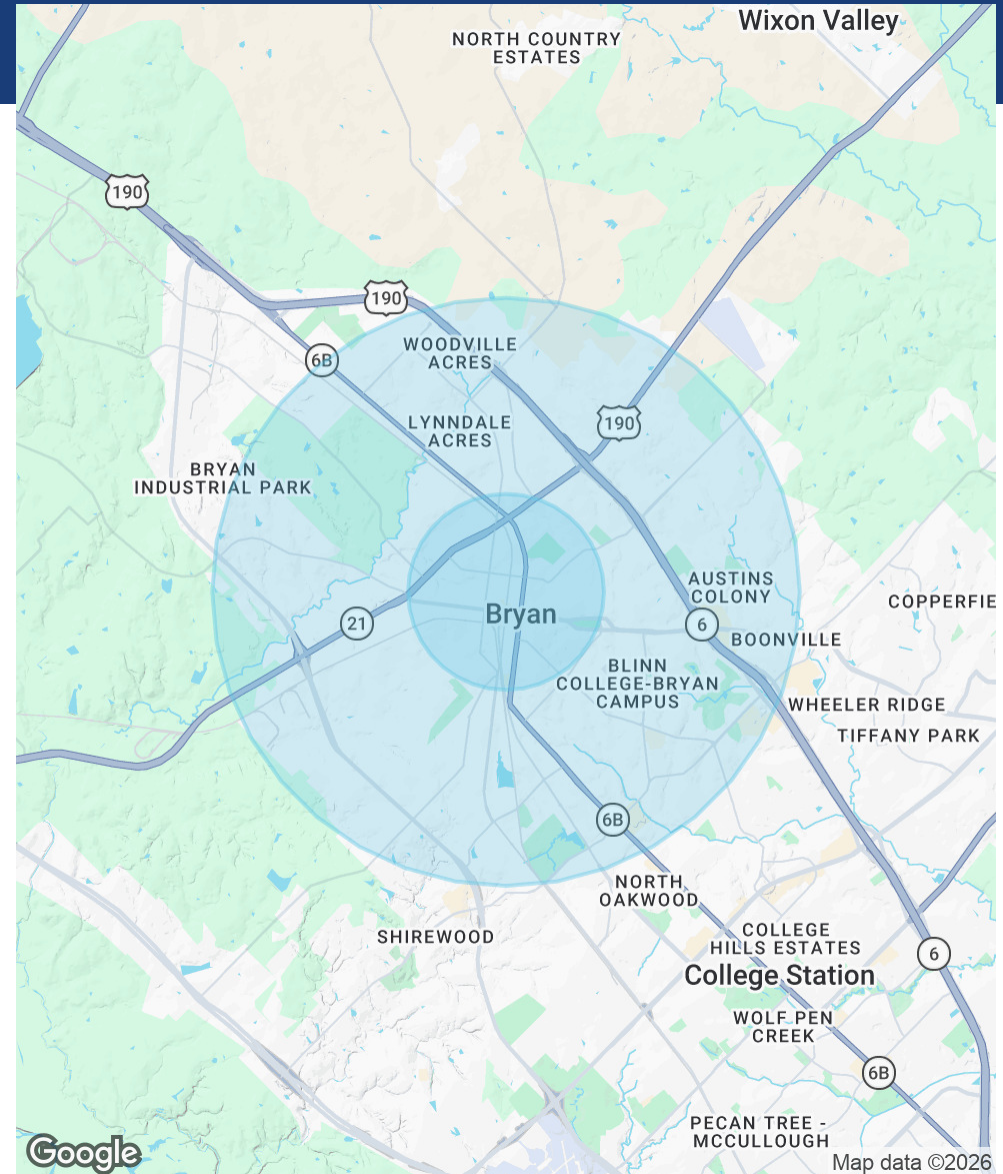 Wixon Valley
NORTH COUNTRY
ESTATES
190
190
WOODVILLE
ACRES
6B
190
LYNNDALE
ACRES
BRYAN
INDUSTRIAL PARK
AUSTINS
COLONY
COPPERFIE
Bryan
21
6
BOONVILLE
BLINN
COLLEGE-BRYAN
CAMPUS
WHEELER RIDGE
TIFFANY PARK
6B
NORTH
OAKWOOD
SHIREWOOD
COLLEGE
HILLS ESTATES
6
College Station
WOLF PEN
CREEK
6B
PECAN TREE -
MCCULLOUGH
Google
Map data ©2026